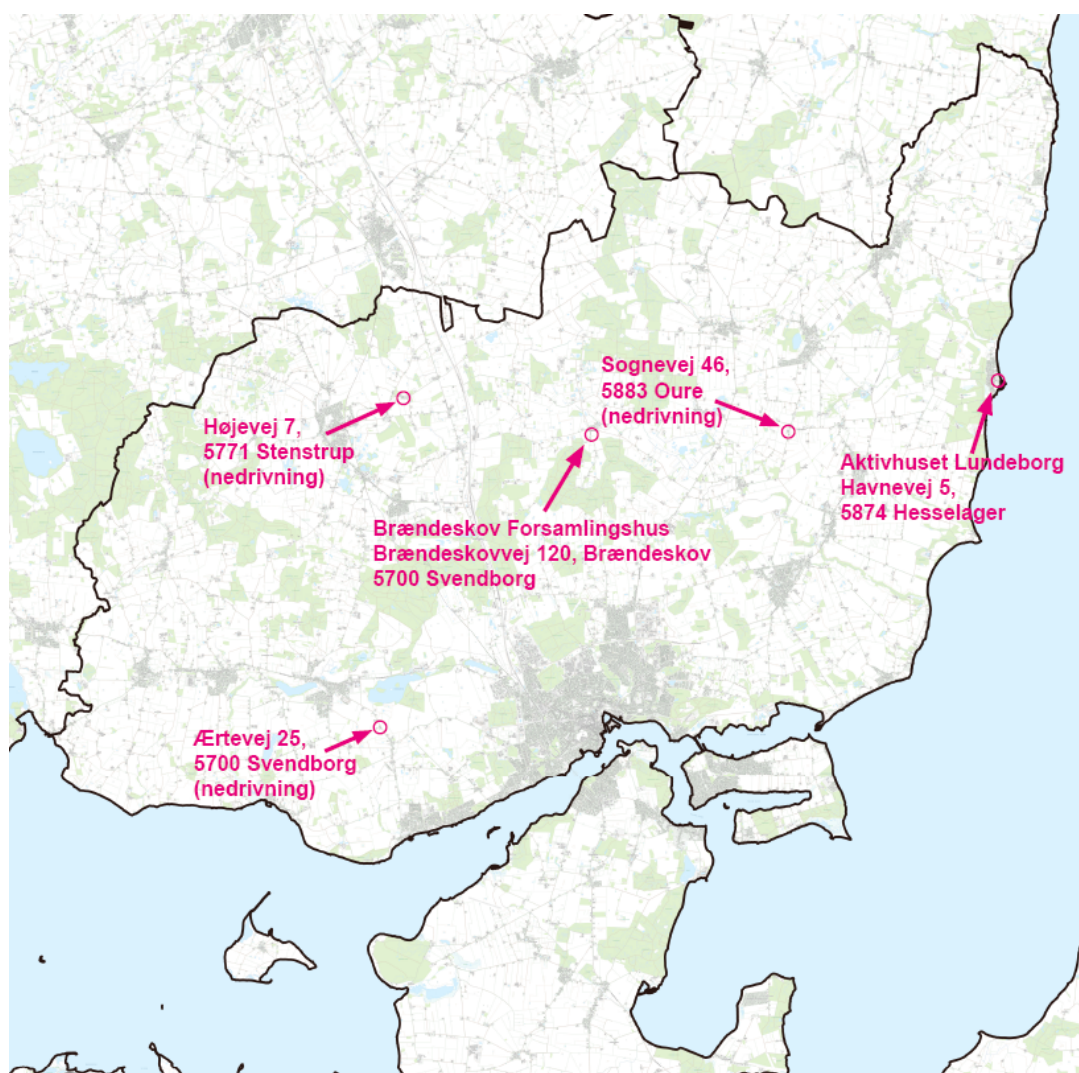 Sognevej 46,
5883 Oure
(nedrivning)
Højevej 7,
5771 Stenstrup
(nedrivning)
Aktivhuset Lundeborg
Havnevej 5,
5874 Hesselager
Brændeskov Forsamlingshus
Brændeskovvej 120, Brændeskov
5700 Svendborg
Ærtevej 25,
5700 Svendborg
(nedrivning)